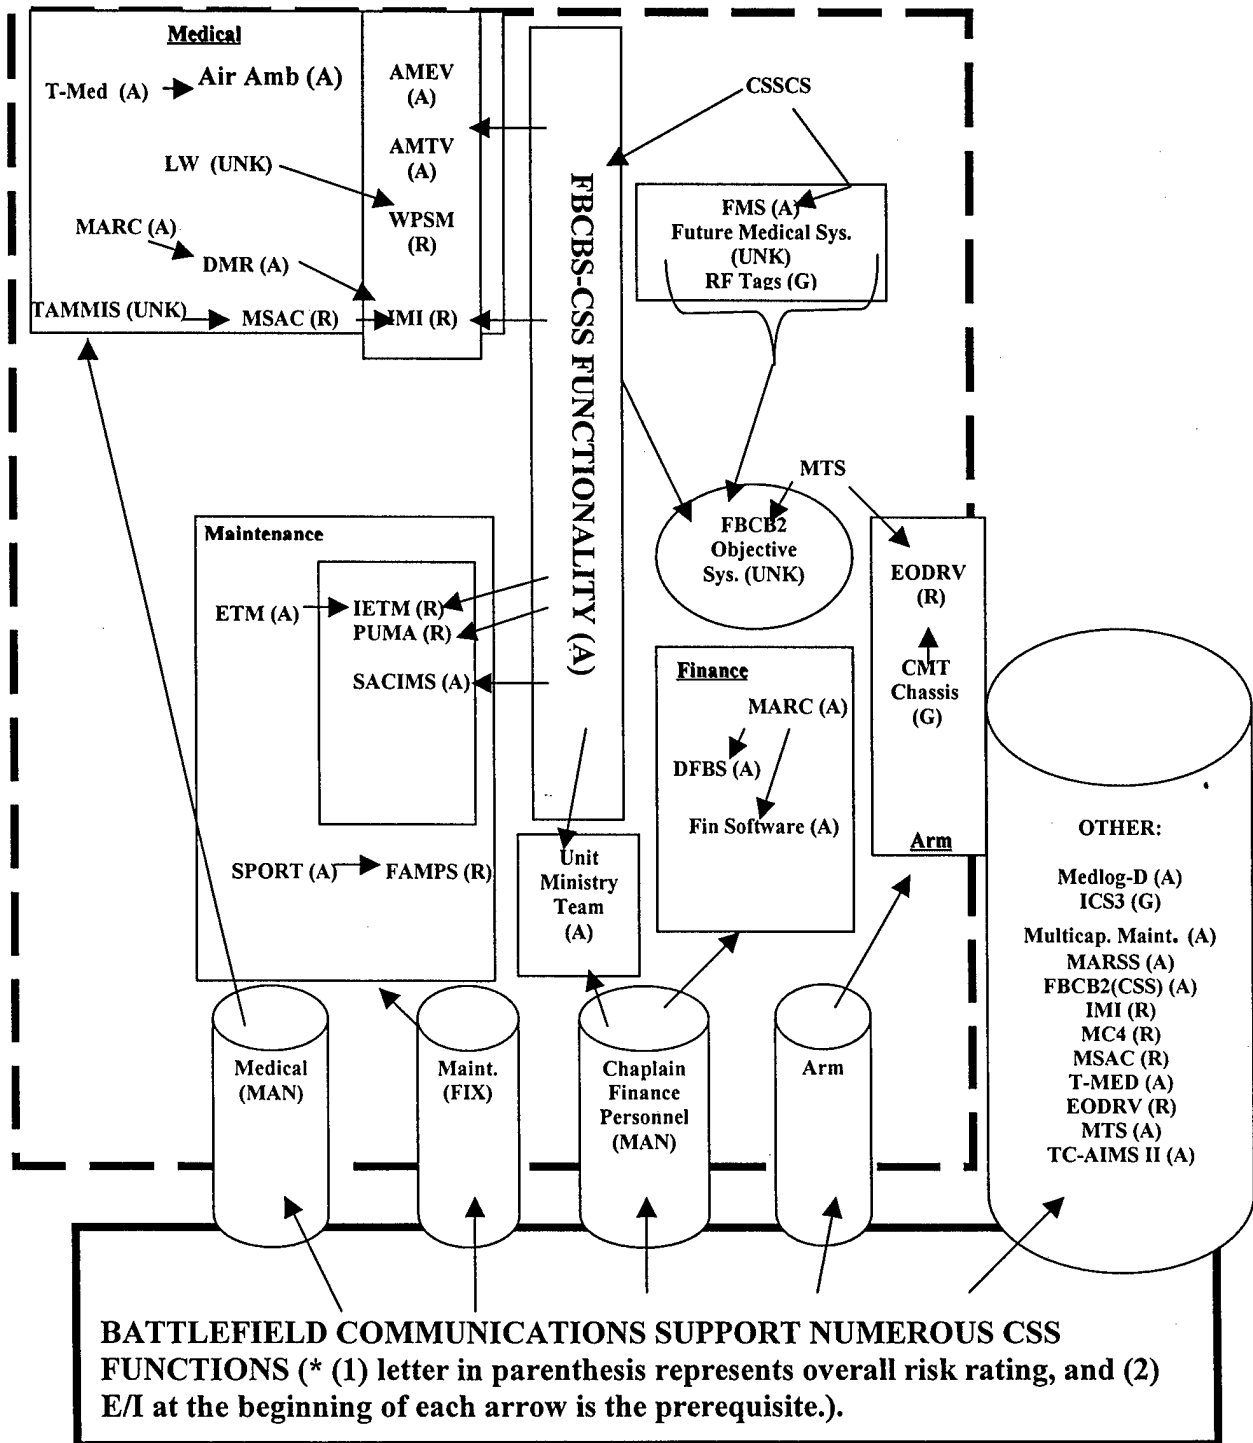 Medical
T-Med (A)
Air Amb (A)
LW (UNK)
MARC (A)
DMR (A)
TAMMIS (UNK)
MSAC (R)
AMEV
(A)
AMTV
(A)
WPSM
(R)
IMI (R)
FBCBS-CSS FUNCTIONALITY (A)
CSSCS
FMS (A)
Future Medical Sys.
(UNK)
RF Tags (G)
MTS
FBCB2
Objective
Sys. (UNK)
EODRV
(R)
CMT
Chassis
(G)
Arm
Maintenance
ETM (A)
IETM (R)
PUMA (R)
SACIMS (A)
SPORT (A)
FAMPS (R)
Unit
Ministry
Team
(A)
Finance
MARC (A)
DFBS (A)
Fin Software (A)
OTHER:
Medlog-D (A)
ICS3 (G)
Multicap. Maint. (A)
MARSS (A)
FBCB2(CSS) (A)
IMI (R)
MC4 (R)
MSAC (R)
T-MED (A)
EODRV (R)
MTS (A)
TC-AIMS II (A)
Medical
(MAN)
Maint.
(FIX)
Chaplain
Finance
Personnel
(MAN)
Arm
BATTLEFIELD COMMUNICATIONS SUPPORT NUMEROUS CSS
FUNCTIONS (* (1) letter in parenthesis represents overall risk rating, and (2)
E/I at the beginning of each arrow is the prerequisite.).